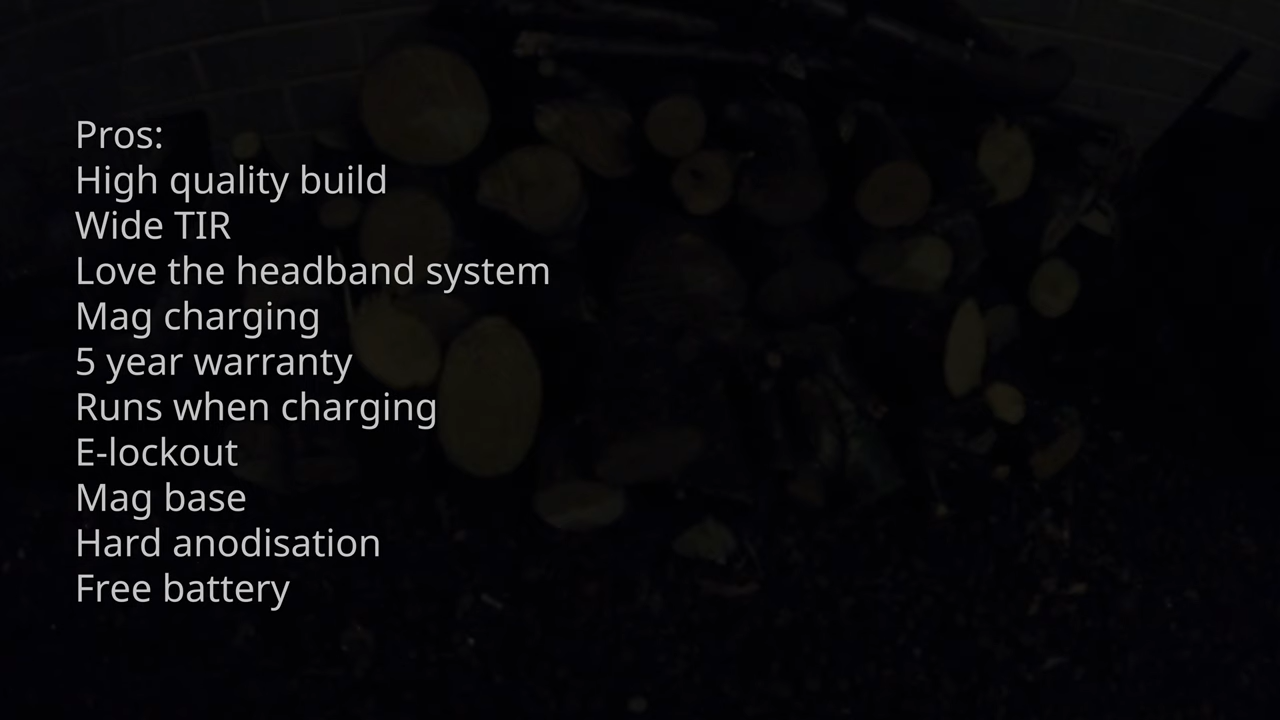 Pros:
High quality build
Wide TIR
Love the headband system
Mag charging
5 year warranty
Runs when charging
E-lockout
Mag base
Hard anodisation
Free battery